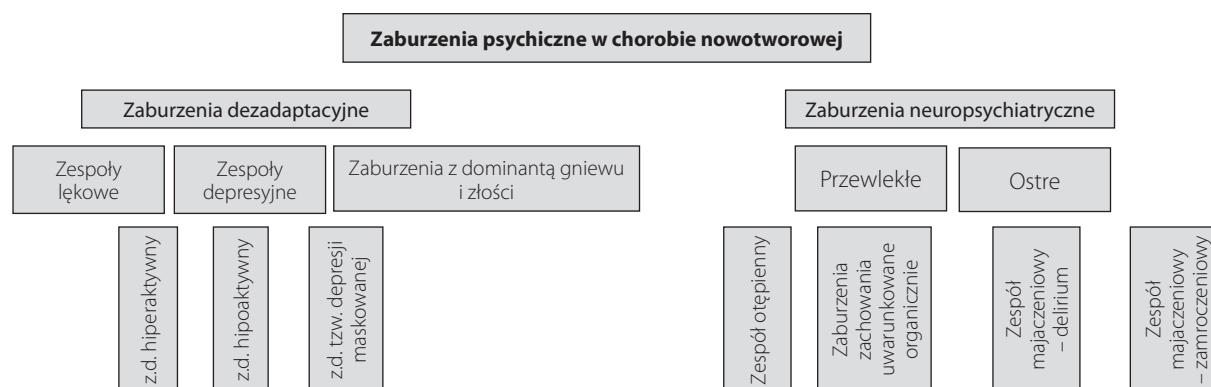 Zaburzenia psychiczne w chorobie nowotworowej
Zaburzenia dezadaptacyjne
Zaburzenia neuropsychiatryczne
Zespoły
lękowe
Zespoły
depresyjne
Zaburzenia z dominantą gniewu
i złości
Przewlekłe
Ostre
z.d. hiperaktywny
z.d. hipoaktywny
z.d. tzw. depresji
maskowanej
Zespół otępienny
Zaburzenia
zachowania
uwarunkowane
organicznie
Zespół
majaczeniowy
– delirium
Zespół
majaczeniowy
– zamroczeniowy